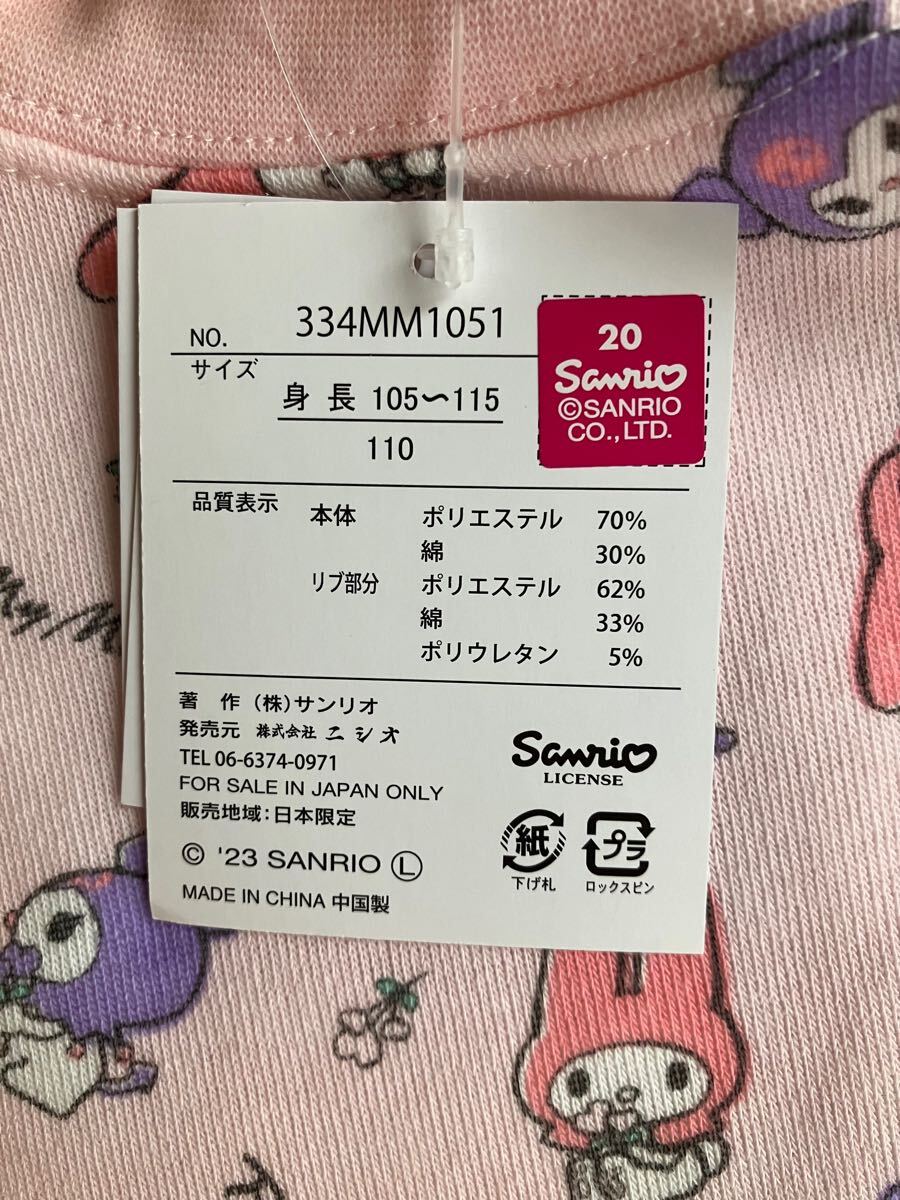 NO. 334MM1051
サイズ
身長 105〜115
110
20
Sanrio
©SANRIO
CO.,LTD.
品質表示 本体 ポリエステル 70%
綿 30%
リブ部分 ポリエステル 62%
綿 33%
ポリウレタン 5%
著 作 (株)サンリオ
発売元 株式会社 ニシオ
TEL 06-6374-0971
FOR SALE IN JAPAN ONLY
販売地域:日本限定
© '23 SANRIO Ⓛ
MADE IN CHINA 中国製
Sanrio
LICENSE
紙
下げ札
プラ
ロックスピン
My